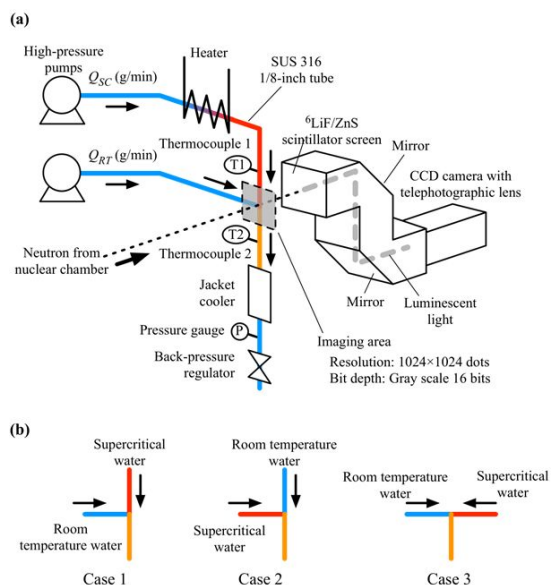 (a)
High-pressure
pumps
Q_SC (g/min)
Heater
SUS 316
1/8-inch tube
Thermocouple 1
⁶LiF/ZnS
scintillator screen
Mirror
Q_RT (g/min)
T1
CCD camera with
telephotographic lens
T2
Neutron from
nuclear chamber
Thermocouple 2
Jacket
cooler
Mirror
Luminescent
light
Pressure gauge
P
Imaging area
Back-pressure
regulator
Resolution: 1024×1024 dots
Bit depth: Gray scale 16 bits
(b)
Supercritical
water
Room
temperature water
Case 1
Room temperature
water
Supercritical
water
Case 2
Room temperature
water
Supercritical
water
Case 3